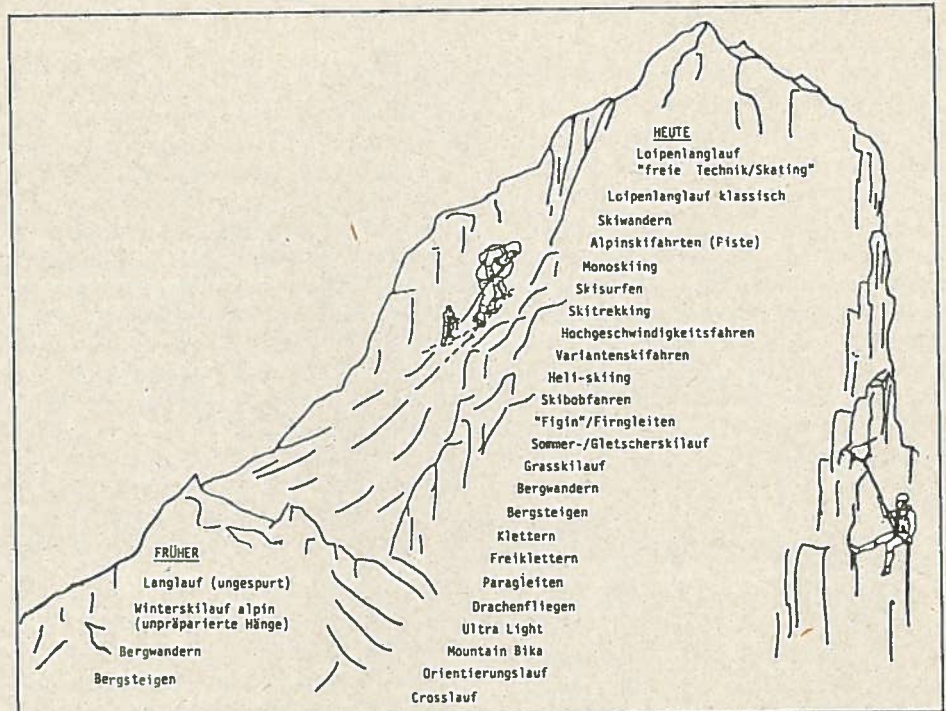 HEUTE
Loipenlanglauf
"freie Technik/Skating"
Loipenlanglauf klassisch
Skiwandern
Alpinskifahrten (Piste)
Monoskiing
Skisurfen
Skitrekking
Hochgeschwindigkeitsfahren
Variantenskifahren
Heli-skiing
Skibobfahren
"Figln"/Firngleiten
Sommer-/Gletscherskilauf
Grasskilauf
Bergwandern
Bergsteigen
Klettern
Freiklettern
Paragleiten
Drachenfliegen
Ultra Light
Mountain Bika
Orientierungslauf
Crosslauf
FRÜHER
Langlauf (ungespurt)
Winterskilauf alpin
(unpräparierte Hänge)
Bergwandern
Bergsteigen